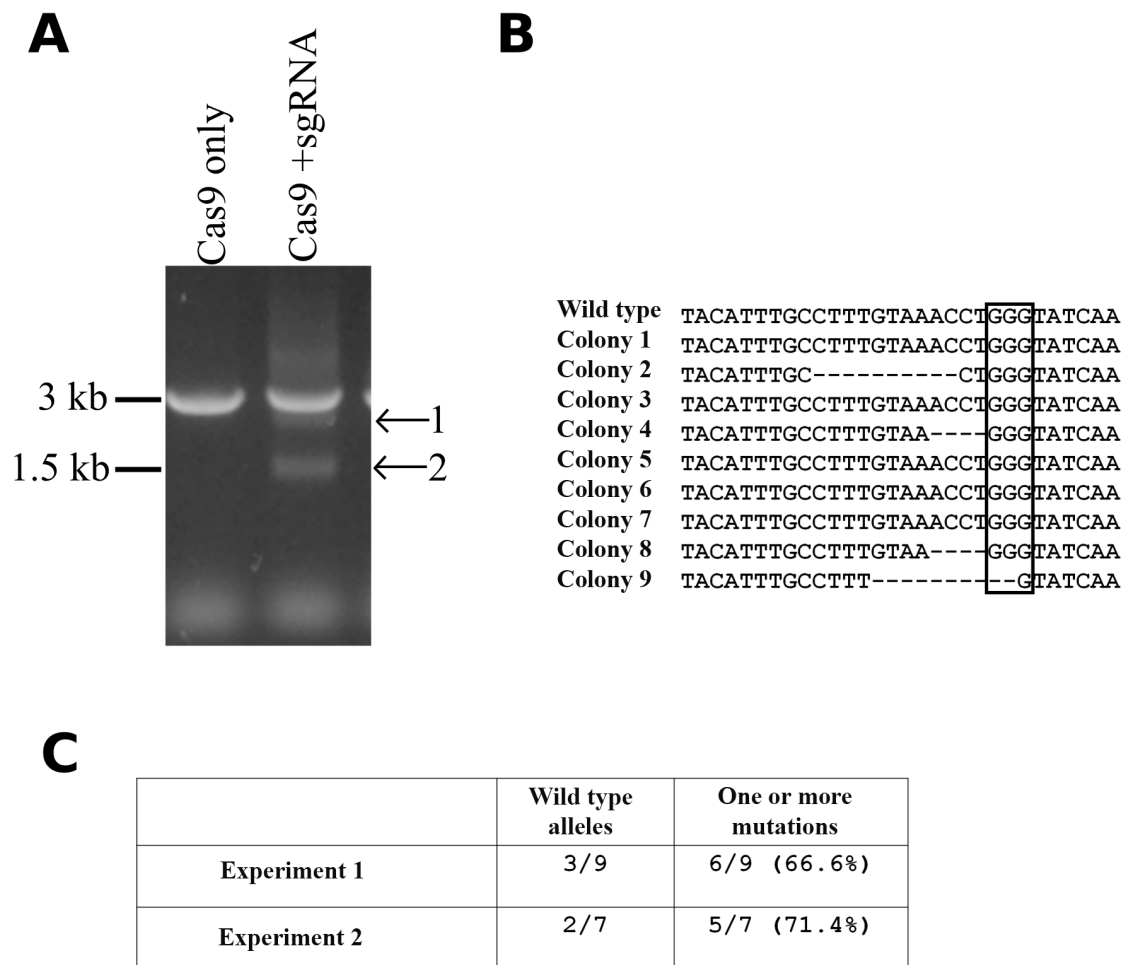 A
B
Cas9 only
Cas9 +sgRNA
3 kb
1.5 kb
1
2
Wild type TACATTTGCCTTTGTAAACCTGGGTATCAA
Colony 1 TACATTTGCCTTTGTAAACCTGGGTATCAA
Colony 2 TACATTTGC----------CTGGGTATCAA
Colony 3 TACATTTGCCTTTGTAAACCTGGGTATCAA
Colony 4 TACATTTGCCTTTGTAA----GGGTATCAA
Colony 5 TACATTTGCCTTTGTAAACCTGGGTATCAA
Colony 6 TACATTTGCCTTTGTAAACCTGGGTATCAA
Colony 7 TACATTTGCCTTTGTAAACCTGGGTATCAA
Colony 8 TACATTTGCCTTTGTAA----GGGTATCAA
Colony 9 TACATTTGCCTTT----------GTATCAA
C
Wild type
alleles
One or more
mutations
Experiment 1 3/9 6/9 (66.6%)
Experiment 2 2/7 5/7 (71.4%)